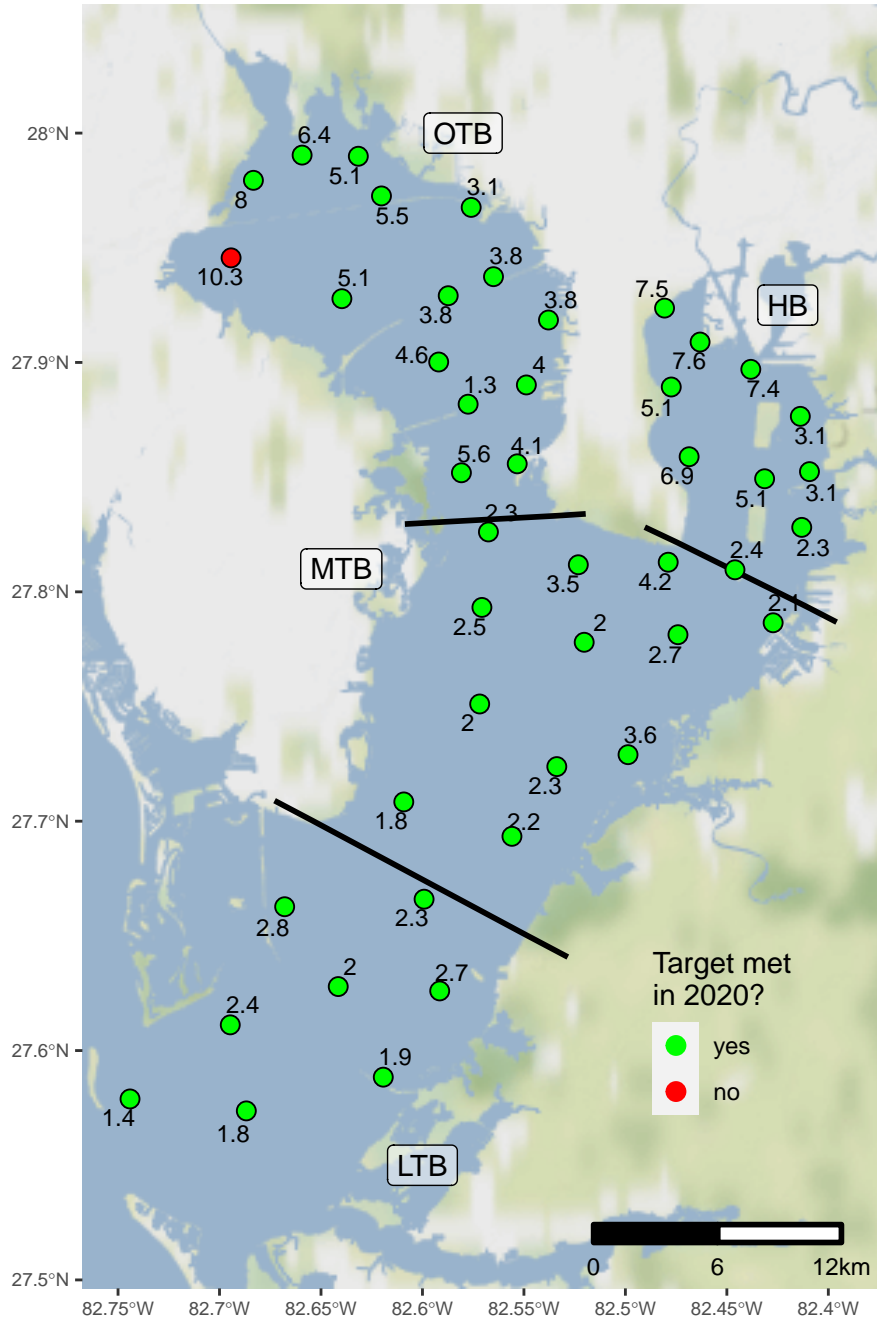 6.4
28°N
OTB
5.1
8
5.5
3.1
10.3
3.8
5.1
3.8
3.8
7.5
HB
4.6
27.9°N
7.6
4
7.4
1.3
5.1
3.1
5.6
4.1
6.9
5.1
3.1
2.3
2.3
MTB
3.5
4.2
2.4
27.8°N
2.5
2
2.7
2.1
2
3.6
2.3
1.8
2.2
27.7°N
2.8
2.3
2
2.7
2.4
27.6°N
1.9
1.4
1.8
LTB
Target met
in 2020?
yes
no
0 6 12km
27.5°N
82.75°W 82.7°W 82.65°W 82.6°W 82.55°W 82.5°W 82.45°W 82.4°W